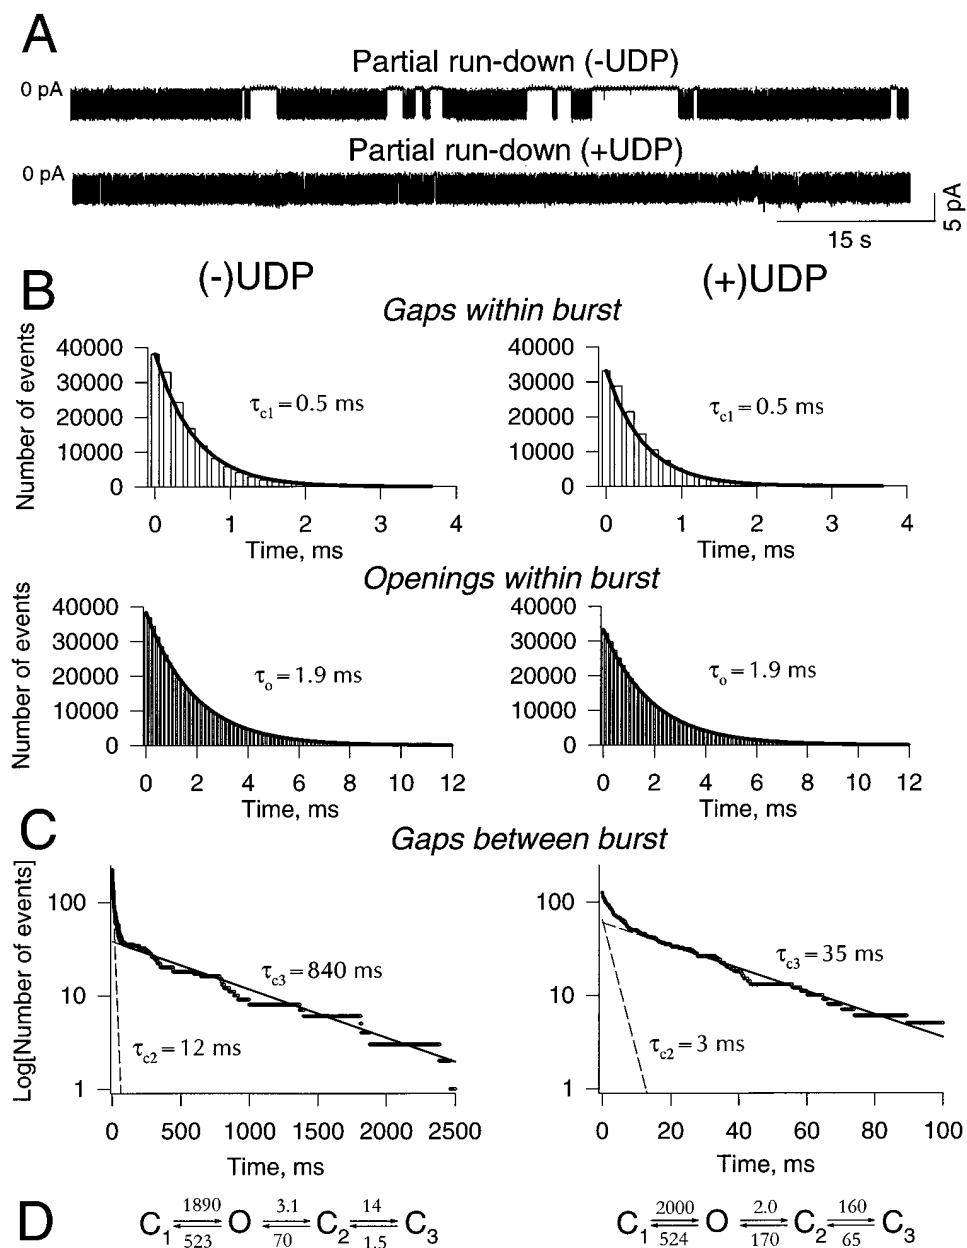 A
Partial run-down (-UDP)
0 pA
Partial run-down (+UDP)
0 pA
5 pA
15 s
B
(-)UDP
(+)UDP
Gaps within burst
Number of events
40000
30000
20000
10000
0
τc1 = 0.5 ms
0 1 2 3 4
Time, ms
40000
30000
20000
10000
0
τc1 = 0.5 ms
0 1 2 3 4
Time, ms
Openings within burst
Number of events
40000
30000
20000
10000
0
τo = 1.9 ms
0 2 4 6 8 10 12
Time, ms
40000
30000
20000
10000
0
τo = 1.9 ms
0 2 4 6 8 10 12
Time, ms
C
Gaps between burst
Log[Number of events]
100
10
1
τc3 = 840 ms
τc2 = 12 ms
0 500 1000 1500 2000 2500
Time, ms
100
10
1
τc3 = 35 ms
τc2 = 3 ms
0 20 40 60 80 100
Time, ms
D
1890 3.1 14
C1 O C2 C3
523 70 1.5
2000 2.0 160
C1 O C2 C3
524 170 65